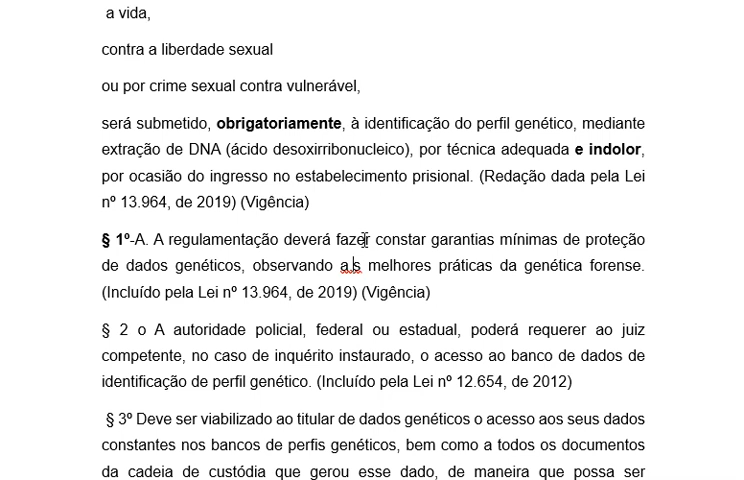 a vida,
contra a liberdade sexual
ou por crime sexual contra vulnerável,
será submetido, obrigatoriamente, à identificação do perfil genético, mediante
extração de DNA (ácido desoxirribonucleico), por técnica adequada e indolor,
por ocasião do ingresso no estabelecimento prisional. (Redação dada pela Lei
nº 13.964, de 2019) (Vigência)
§ 1º-A. A regulamentação deverá fazer constar garantias mínimas de proteção
de dados genéticos, observando a.s melhores práticas da genética forense.
(Incluído pela Lei nº 13.964, de 2019) (Vigência)
§ 2 o A autoridade policial, federal ou estadual, poderá requerer ao juiz
competente, no caso de inquérito instaurado, o acesso ao banco de dados de
identificação de perfil genético. (Incluído pela Lei nº 12.654, de 2012)
§ 3º Deve ser viabilizado ao titular de dados genéticos o acesso aos seus dados
constantes nos bancos de perfis genéticos, bem como a todos os documentos
da cadeia de custódia que gerou esse dado, de maneira que possa ser